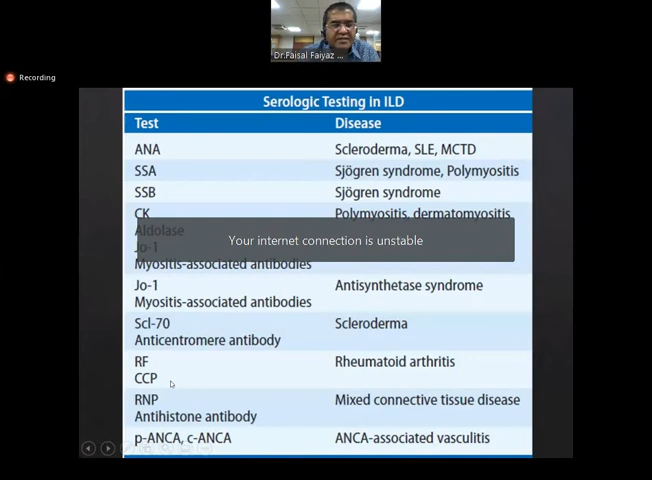 Dr.Faisal Faiyaz ...
Recording
Serologic Testing in ILD
Test Disease
ANA Scleroderma, SLE, MCTD
SSA Sjögren syndrome, Polymyositis
SSB Sjögren syndrome
CK Polymyositis, dermatomyositis
Aldolase
Your internet connection is unstable
Jo-1
Myositis-associated antibodies
Jo-1 Antisynthetase syndrome
Myositis-associated antibodies
Scl-70 Scleroderma
Anticentromere antibody
RF Rheumatoid arthritis
CCP
RNP Mixed connective tissue disease
Antihistone antibody
p-ANCA, c-ANCA ANCA-associated vasculitis